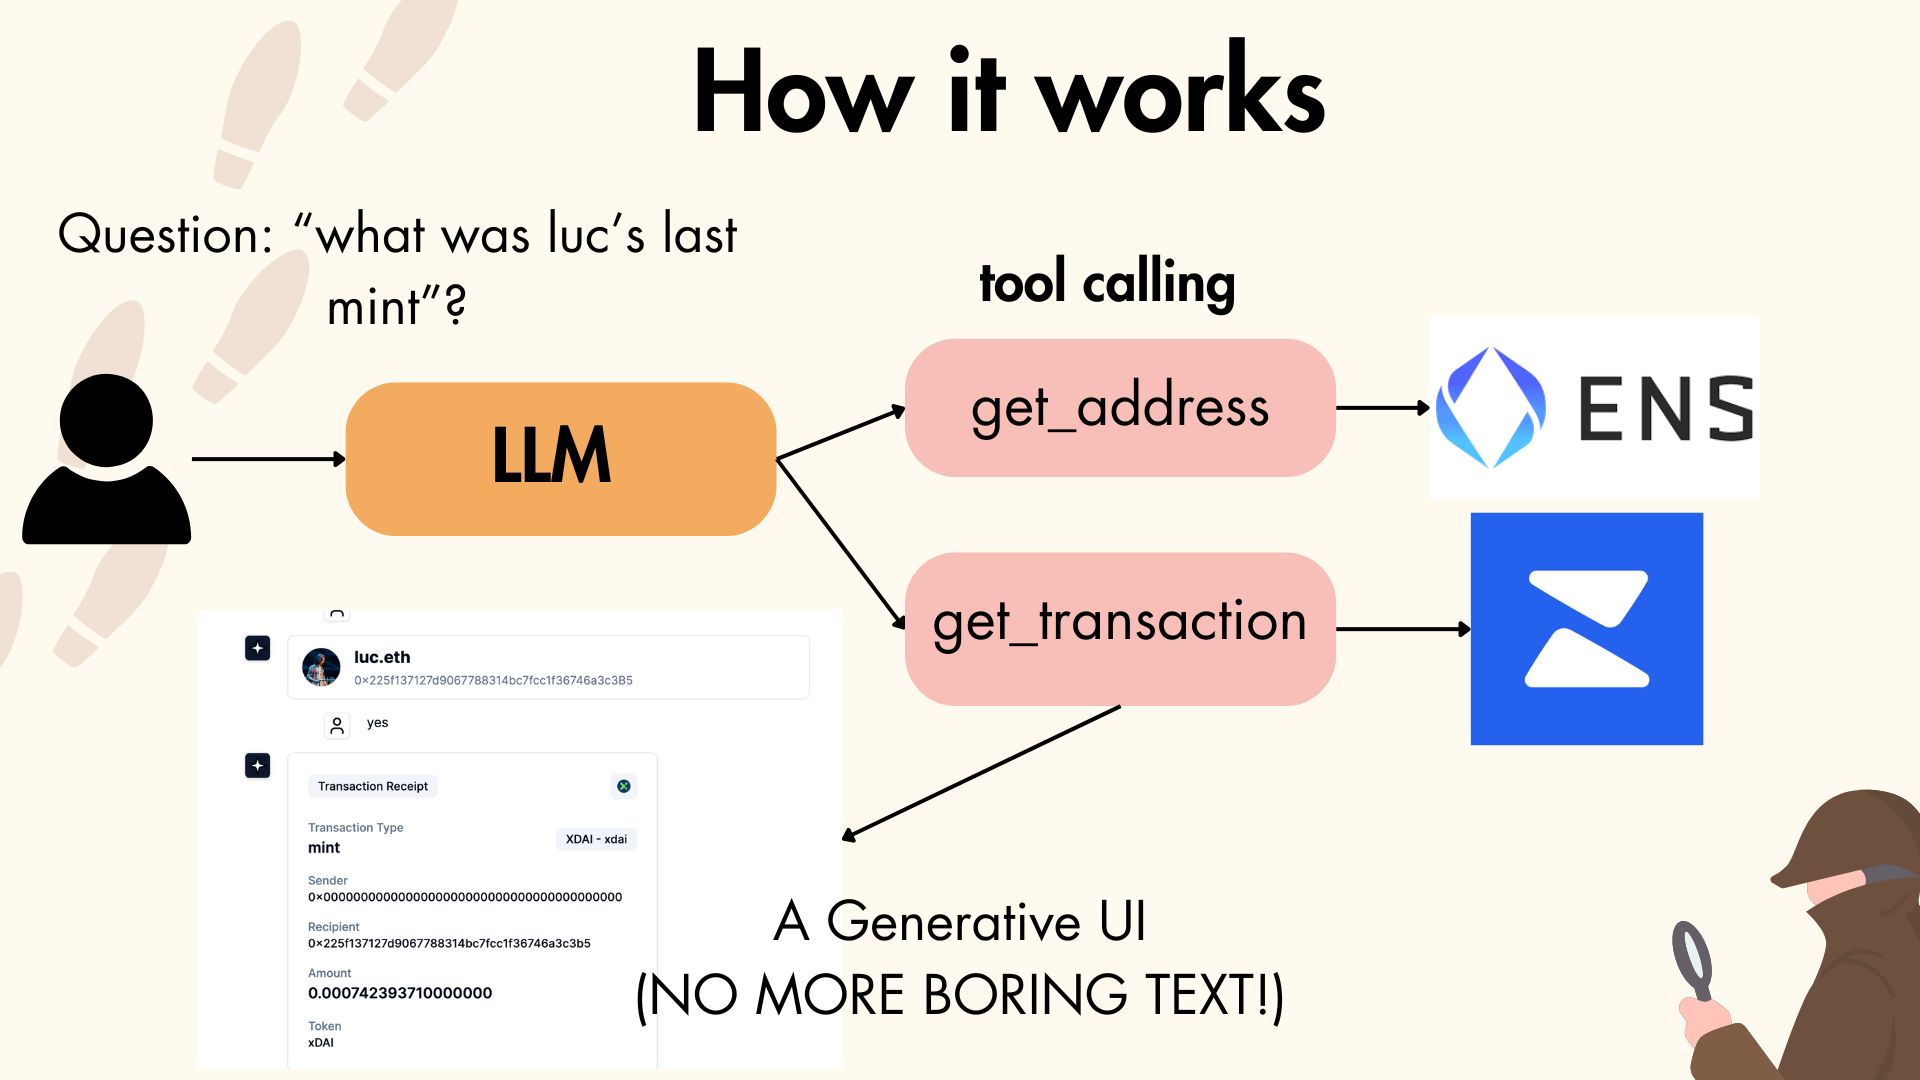 How it works
Question: “what was luc’s last
mint”?
tool calling
LLM
get_address
ENS
get_transaction
luc.eth
0x225f137127d9067788314bc7fcc1f36746a3c3B5
yes
Transaction Receipt
Transaction Type
mint
XDAI - xdai
Sender
0x0000000000000000000000000000000000000000
Recipient
0x225f137127d9067788314bc7fcc1f36746a3c3b5
Amount
0.000742393710000000
Token
xDAI
A Generative UI
(NO MORE BORING TEXT!)